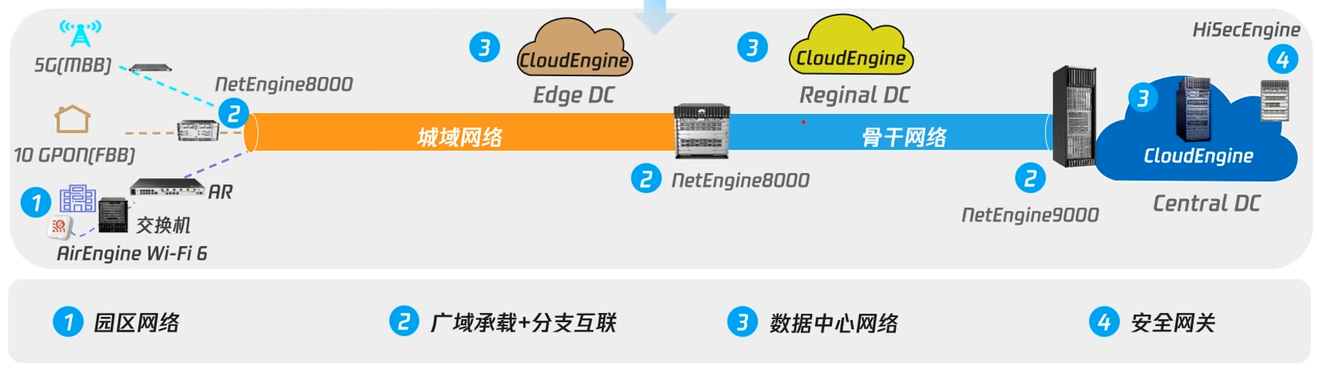 5G(MBB)
NetEngine8000
2
10 GPON(FBB)
1
AR
交换机
AirEngine Wi-Fi 6
城域网络
3
CloudEngine
Edge DC
2
NetEngine8000
3
CloudEngine
Reginal DC
骨干网络
2
NetEngine9000
HiSecEngine
4
3
CloudEngine
Central DC
1 园区网络
2 广域承载+分支互联
3 数据中心网络
4 安全网关